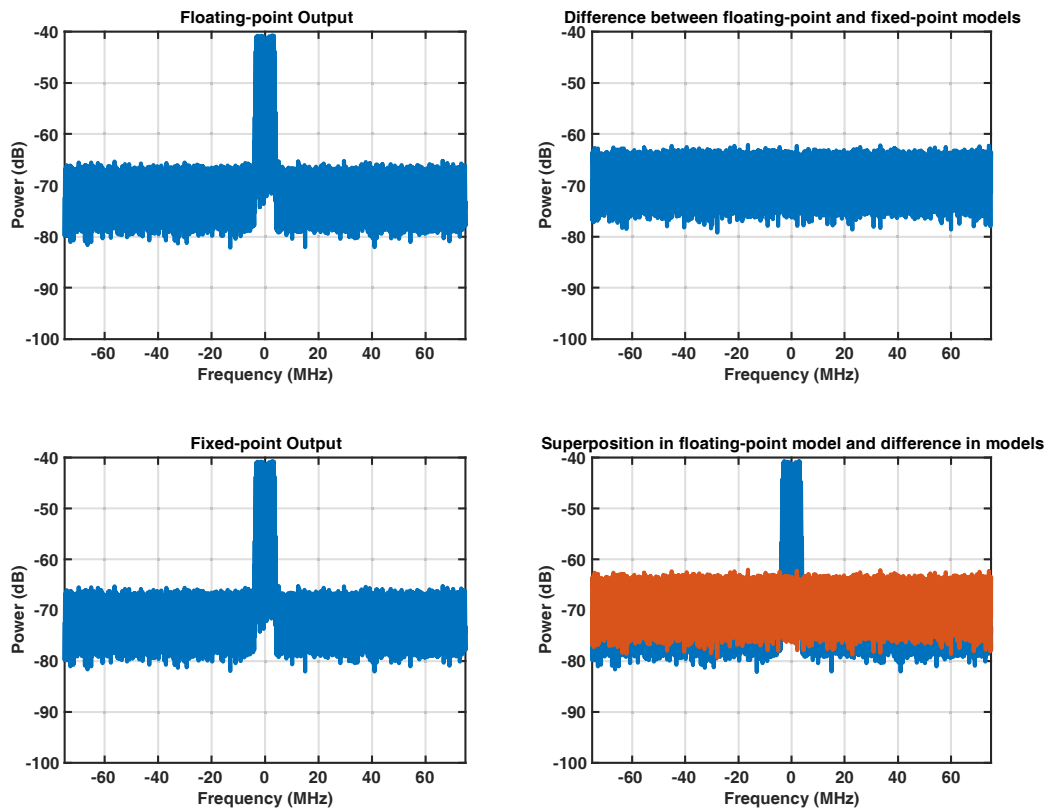 Floating-point Output
Power (dB)
-40
-50
-60
-70
-80
-90
-100
-60 -40 -20 0 20 40 60
Frequency (MHz)
Difference between floating-point and fixed-point models
Power (dB)
-40
-50
-60
-70
-80
-90
-100
-60 -40 -20 0 20 40 60
Frequency (MHz)
Fixed-point Output
Power (dB)
-40
-50
-60
-70
-80
-90
-100
-60 -40 -20 0 20 40 60
Frequency (MHz)
Superposition in floating-point model and difference in models
Power (dB)
-40
-50
-60
-70
-80
-90
-100
-60 -40 -20 0 20 40 60
Frequency (MHz)